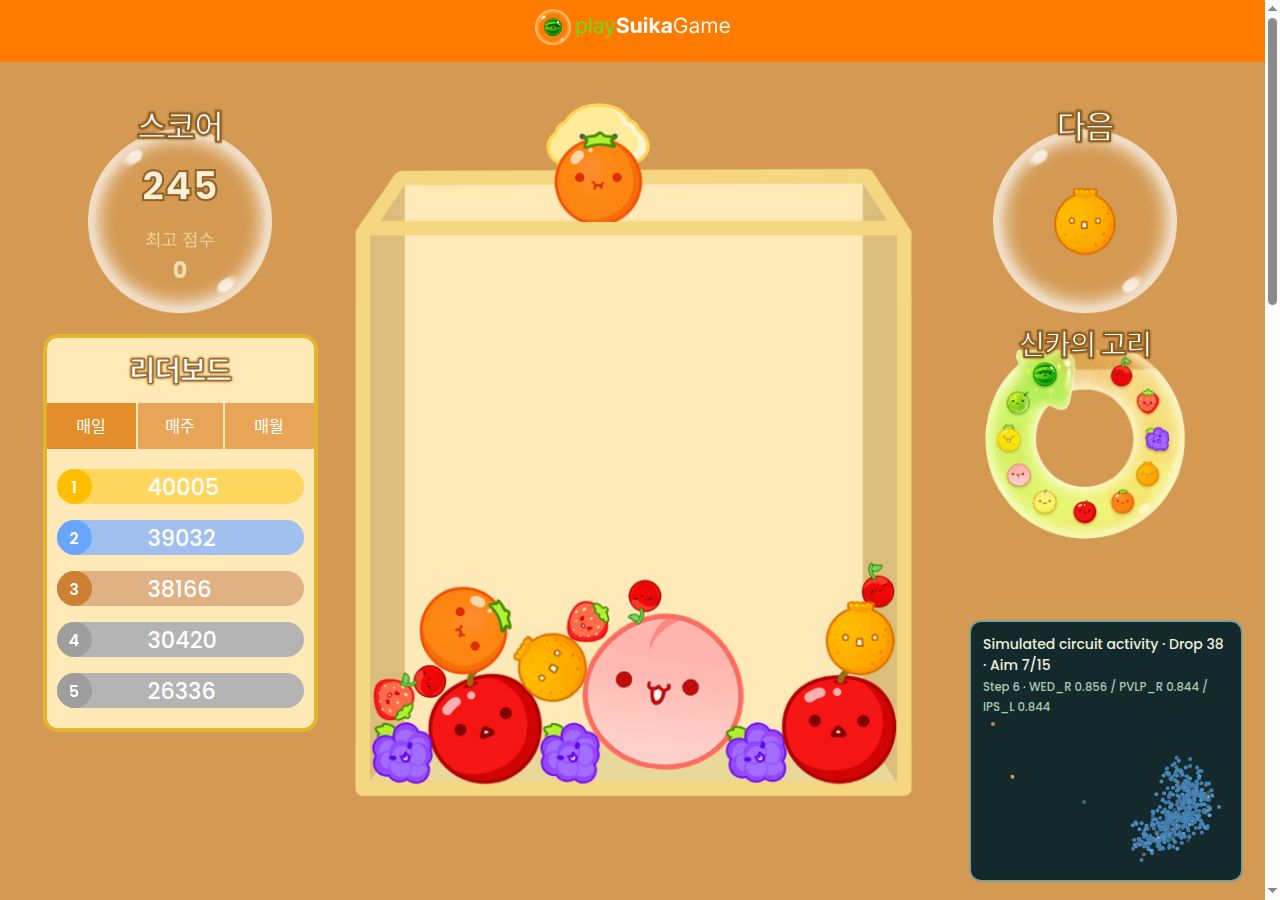 playSuikaGame
스코어
245
최고 점수
0
다음
리더보드
매일 매주 매월
1 40005
2 39032
3 38166
4 30420
5 26336
신카의 고리
Simulated circuit activity · Drop 38
· Aim 7/15
Step 6 · WED_R 0.856 / PVLP_R 0.844 /
IPS_L 0.844